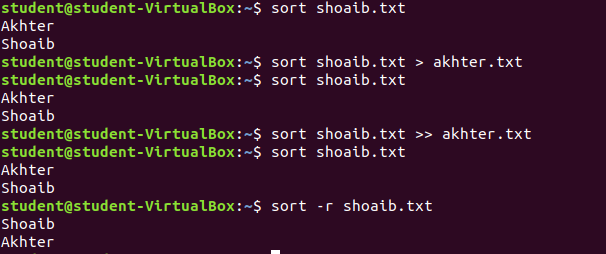 student@student-VirtualBox:~$ sort shoaib.txt
Akhter
Shoaib
student@student-VirtualBox:~$ sort shoaib.txt > akhter.txt
student@student-VirtualBox:~$ sort shoaib.txt
Akhter
Shoaib
student@student-VirtualBox:~$ sort shoaib.txt >> akhter.txt
student@student-VirtualBox:~$ sort shoaib.txt
Akhter
Shoaib
student@student-VirtualBox:~$ sort -r shoaib.txt
Shoaib
Akhter